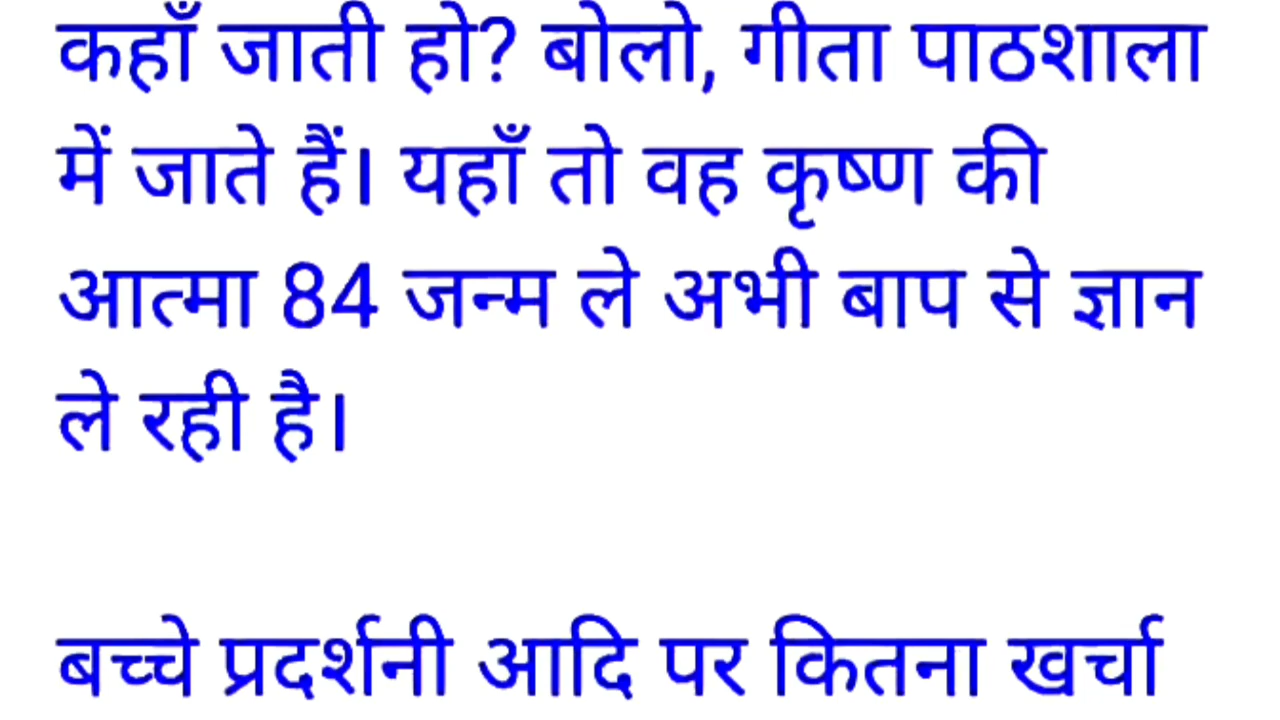 कहाँ जाती हो? बोलो, गीता पाठशाला
में जाते हैं। यहाँ तो वह कृष्ण की
आत्मा 84 जन्म ले अभी बाप से ज्ञान
ले रही है।
बच्चे प्रदर्शनी आदि पर कितना खर्चा